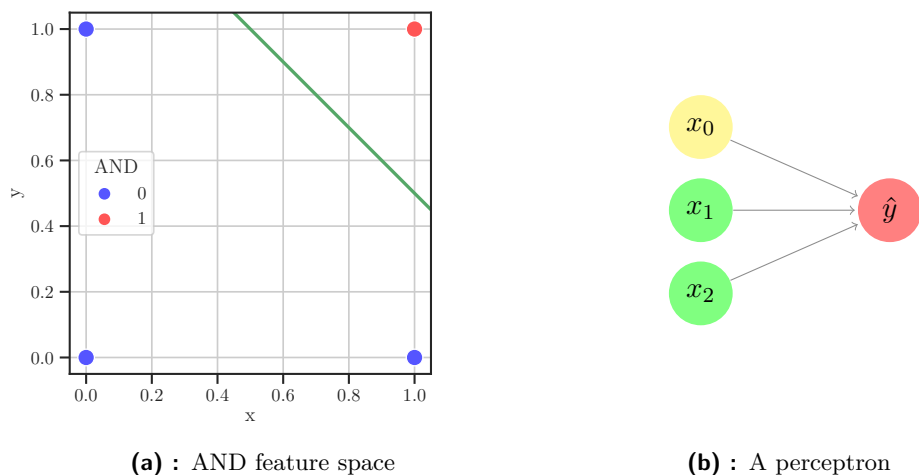 1.0
0.8
0.6
0.4
0.2
0.0
y
AND
0
1
0.0 0.2 0.4 0.6 0.8 1.0
x
(a) : AND feature space
x₀
x₁
x₂
ŷ
(b) : A perceptron